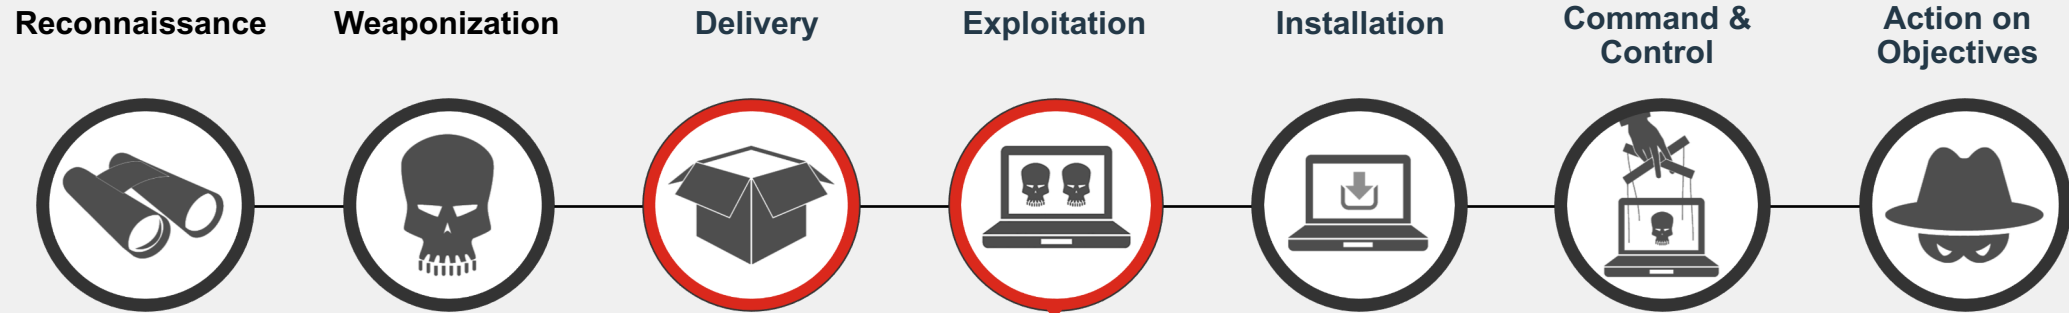 Reconnaissance
Weaponization
Delivery
Exploitation
Installation
Command &
Control
Action on
Objectives